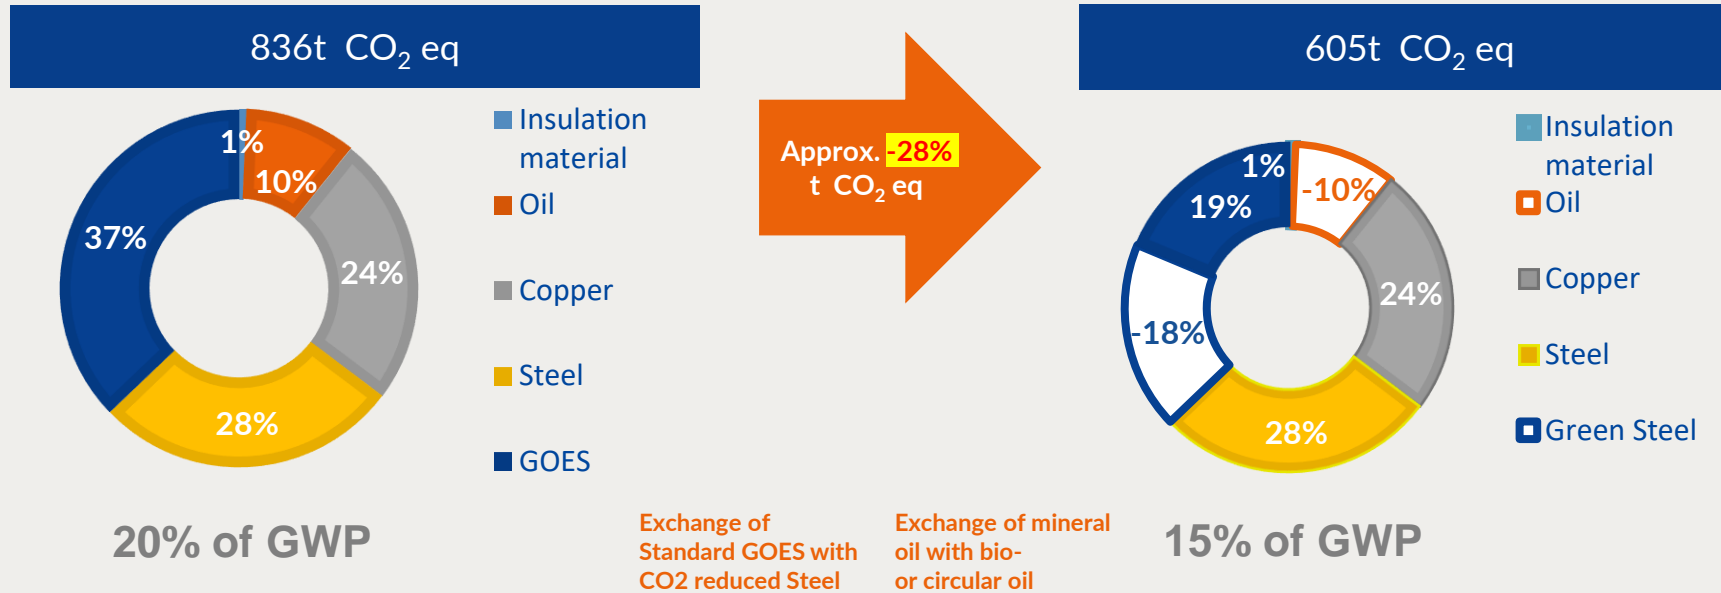 836t CO₂ eq
1%
10%
37%
24%
28%
Insulation
material
Oil
Copper
Steel
GOES
20% of GWP
Approx. -28%
t CO₂ eq
Exchange of
Standard GOES with
CO2 reduced Steel
Exchange of mineral
oil with bio-
or circular oil
605t CO₂ eq
1%
-10%
19%
24%
-18%
28%
Insulation
material
Oil
Copper
Steel
Green Steel
15% of GWP